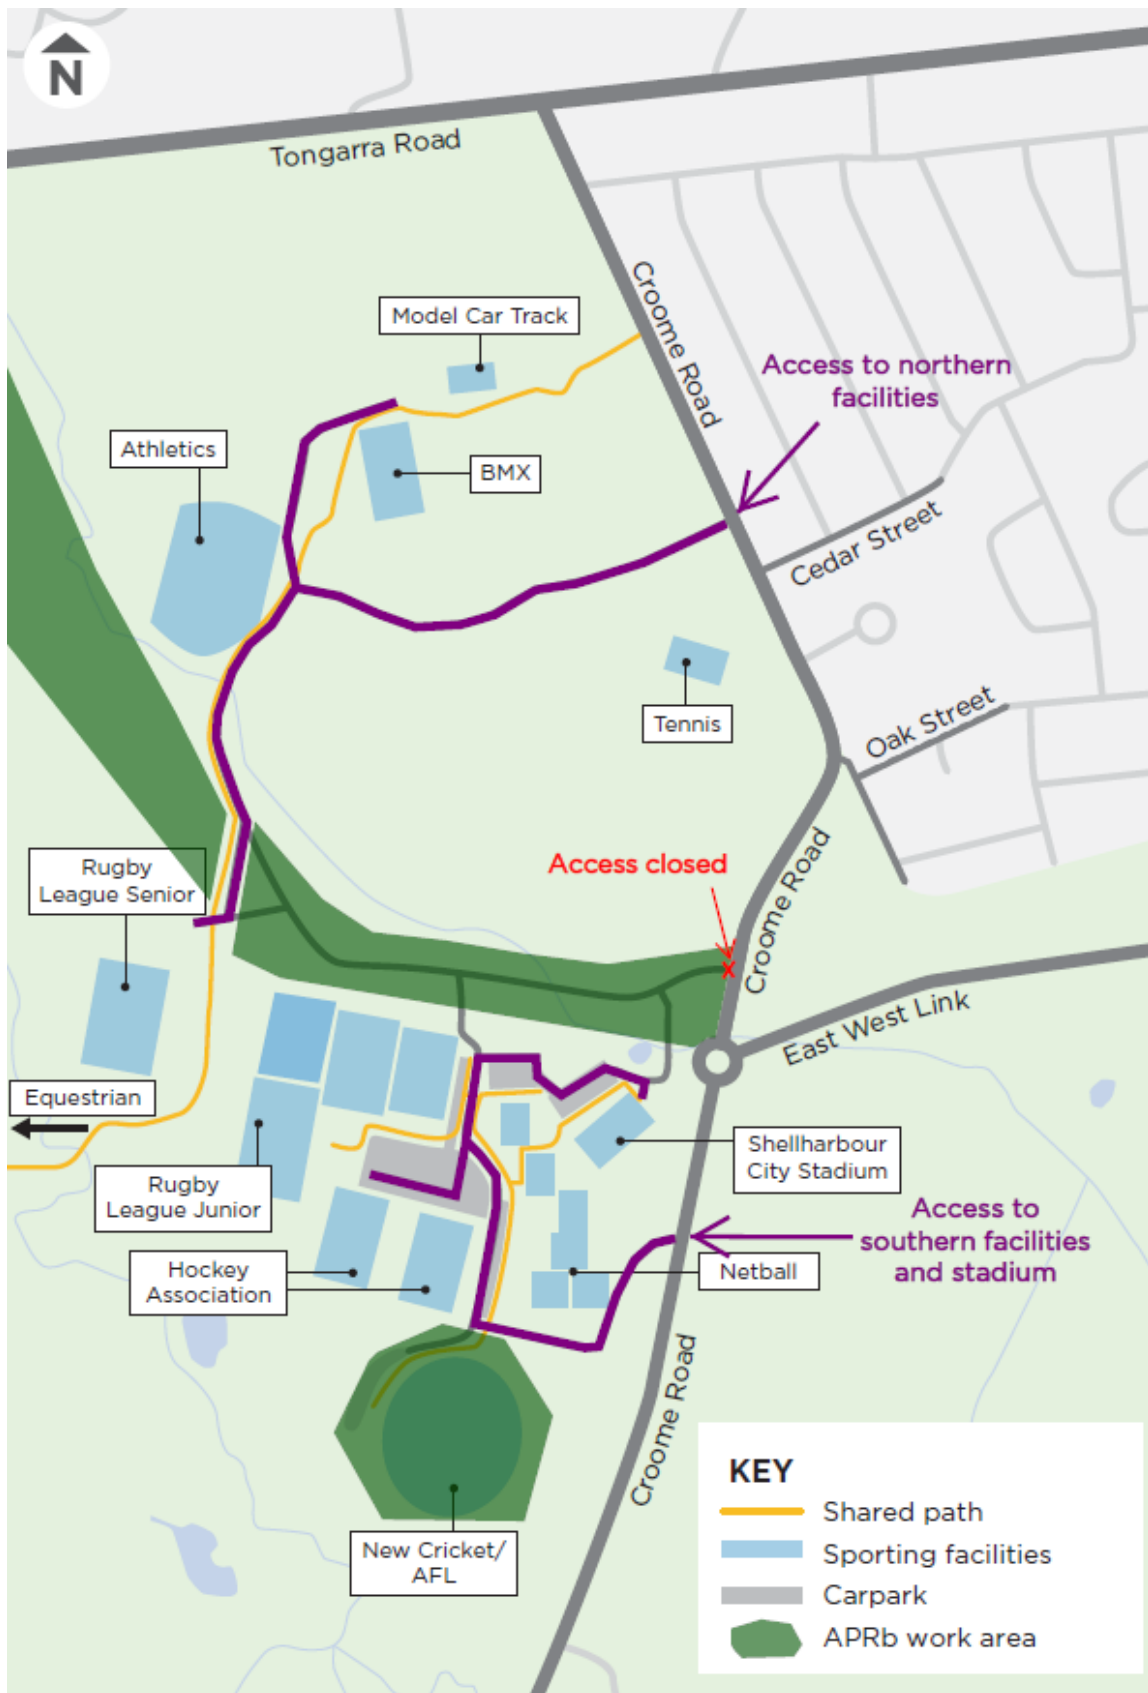 N
Tongarra Road
Croome Road
Model Car Track
Access to northern
facilities
Athletics
BMX
Cedar Street
Tennis
Oak Street
Rugby
League Senior
Access closed
x
Croome Road
East West Link
Equestrian
Shellharbour
City Stadium
Rugby
League Junior
Access to
southern facilities
and stadium
Hockey
Association
Netball
Croome Road
New Cricket/
AFL
KEY
Shared path
Sporting facilities
Carpark
APRb work area